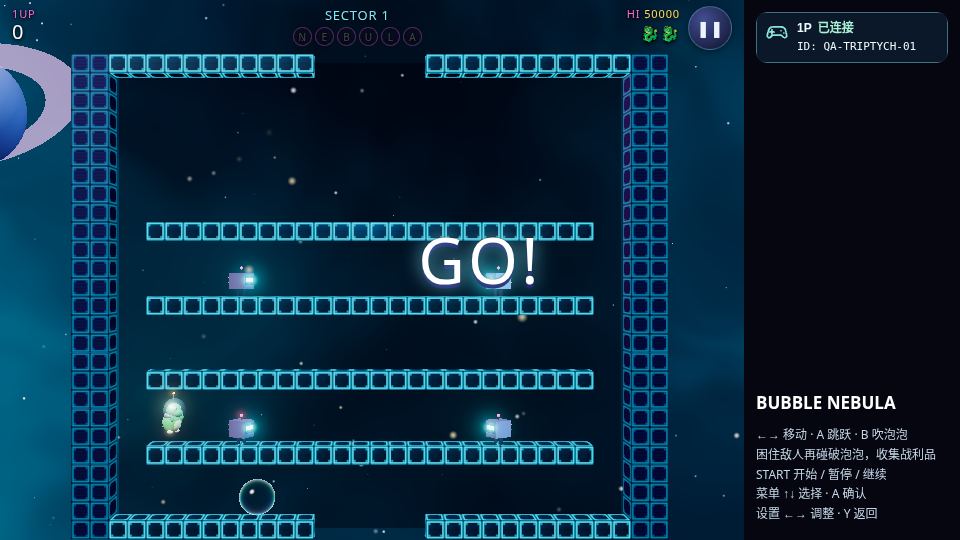 1UP
0
SECTOR 1
N E B U L A
HI 50000
GO!
1P 已连接
ID: QA-TRIPTYCH-01
BUBBLE NEBULA
←→ 移动 · A 跳跃 · B 吹泡泡
困住敌人再碰破泡泡，收集战利品
START 开始 / 暂停 / 继续
菜单 ↑↓ 选择 · A 确认
设置 ←→ 调整 · Y 返回